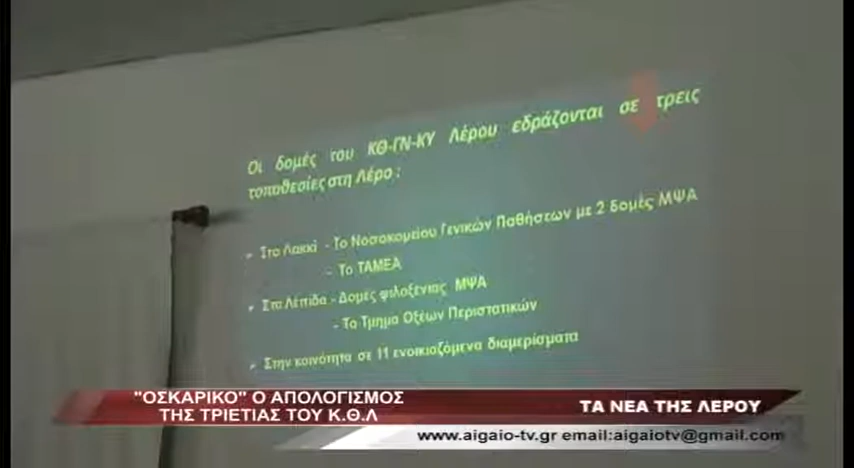 Οι δομές του ΚΘ-ΓΝ-ΚΥ Λέρου εδράζονται σε τρεις
τοποθεσίες στη Λέρο :
Στο Λακκί - Το Νοσοκομείου Γενικών Παθήσεων με 2 δομές ΜΨΑ
- Το ΤΑΜΕΑ
Στα Λέπιδα - Δομές φιλοξενίας ΜΨΑ
- Το Τμημα Οξέων Περιστατικών
Στην κοινότητα σε 11 ενοικιαζόμενα διαμερίσματα
"ΟΣΚΑΡΙΚΟ" Ο ΑΠΟΛΟΓΙΣΜΟΣ
ΤΗΣ ΤΡΙΕΤΙΑΣ ΤΟΥ Κ.Θ.Λ
ΤΑ ΝΕΑ ΤΗΣ ΛΕΡΟΥ
www.aigaio-tv.gr email:aigaiotv@gmail.com